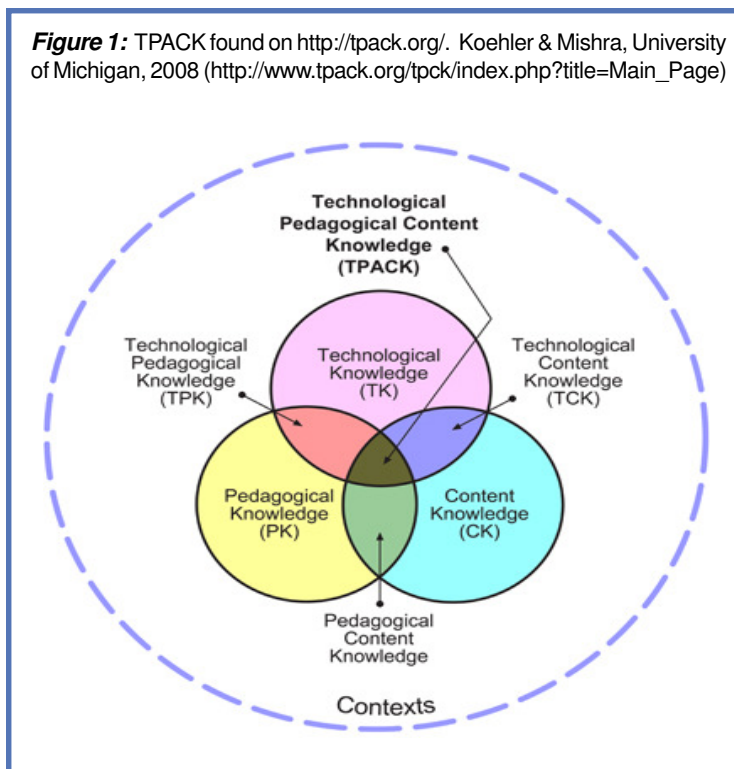 Figure 1: TPACK found on http://tpack.org/. Koehler & Mishra, University
of Michigan, 2008 (http://www.tpack.org/tpck/index.php?title=Main_Page)
Technological
Pedagogical Content
Knowledge
(TPACK)
Technological
Pedagogical
Knowledge
(TPK)
Technological
Knowledge
(TK)
Technological
Content
Knowledge
(TCK)
Pedagogical
Knowledge
(PK)
Content
Knowledge
(CK)
Pedagogical
Content
Knowledge
Contexts